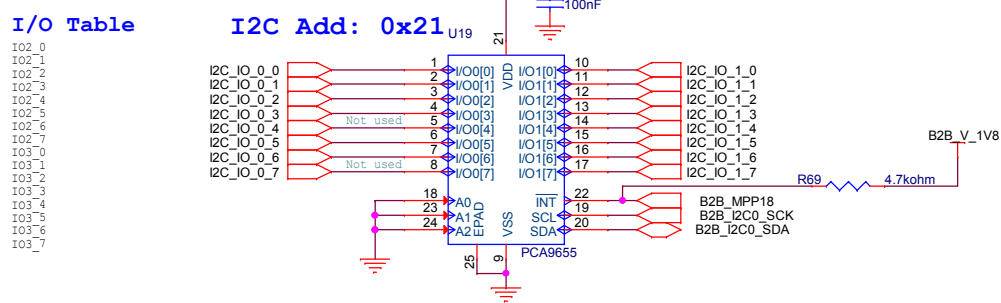 100nF
I/O Table
I2C Add: 0x21
U19
IO2_0
IO2_1
IO2_2
IO2_3
IO2_4
IO2_5
IO2_6
IO2_7
IO3_0
IO3_1
IO3_2
IO3_3
IO3_4
IO3_5
IO3_6
IO3_7
21
VDD
I2C_IO_0_0 1 I/O0[0] I/O1[0] 10 I2C_IO_1_0
I2C_IO_0_1 2 I/O0[1] I/O1[1] 11 I2C_IO_1_1
I2C_IO_0_2 3 I/O0[2] I/O1[2] 12 I2C_IO_1_2
I2C_IO_0_3 4 I/O0[3] I/O1[3] 13 I2C_IO_1_3
I2C_IO_0_4 Not used 5 I/O0[4] I/O1[4] 14 I2C_IO_1_4
I2C_IO_0_5 6 I/O0[5] I/O1[5] 15 I2C_IO_1_5
I2C_IO_0_6 7 I/O0[6] I/O1[6] 16 I2C_IO_1_6
I2C_IO_0_7 Not used 8 I/O0[7] I/O1[7] 17 I2C_IO_1_7
B2B_V_1V8
R69 4.7kohm
18 A0 INT 22 B2B_MPP18
23 A1 SCL 19 B2B_I2C0_SCK
24 A2 SDA 20 B2B_I2C0_SDA
EPAD
VSS
PCA9655
25
9